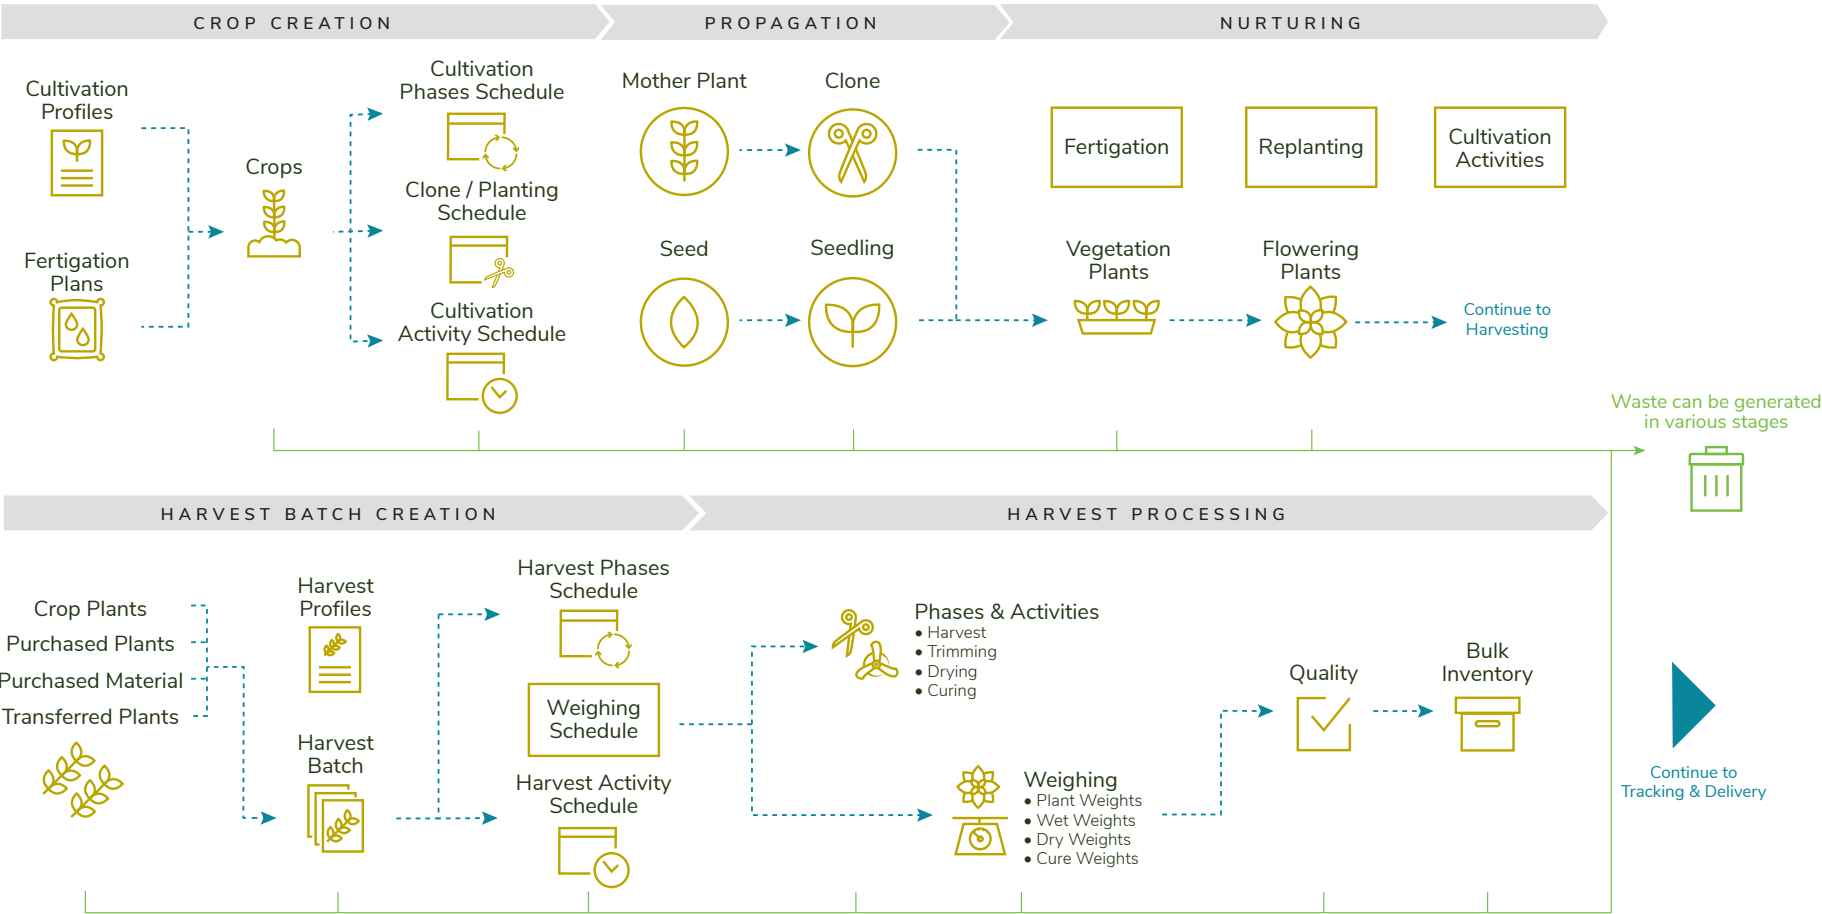 CROP CREATION
PROPAGATION
NURTURING
Cultivation
Profiles
Fertigation
Plans
Crops
Cultivation
Phases Schedule
Clone / Planting
Schedule
Cultivation
Activity Schedule
Mother Plant
Clone
Seed
Seedling
Fertigation
Replanting
Cultivation
Activities
Vegetation
Plants
Flowering
Plants
Continue to
Harvesting
Waste can be generated
in various stages
HARVEST BATCH CREATION
HARVEST PROCESSING
Crop Plants
Purchased Plants
Purchased Material
Transferred Plants
Harvest
Profiles
Harvest
Batch
Harvest Phases
Schedule
Weighing
Schedule
Harvest Activity
Schedule
Phases & Activities
• Harvest
• Trimming
• Drying
• Curing
Weighing
• Plant Weights
• Wet Weights
• Dry Weights
• Cure Weights
Quality
Bulk
Inventory
Continue to
Tracking & Delivery